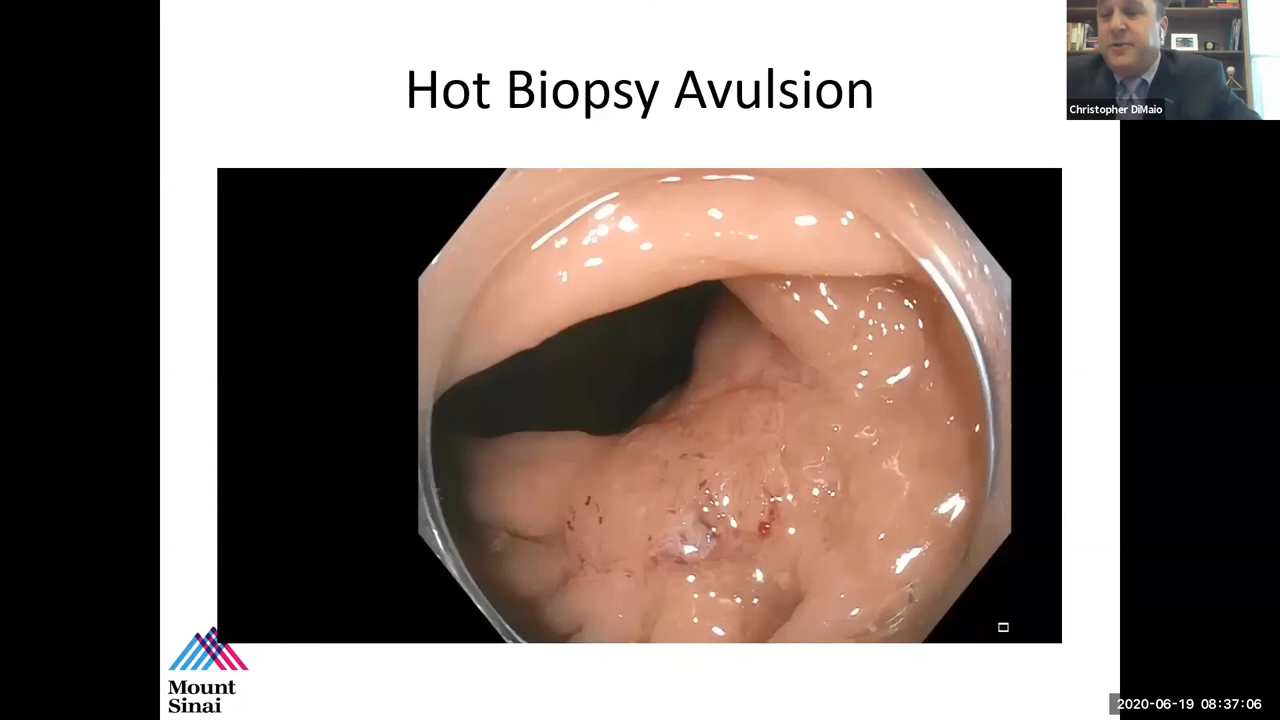 Hot Biopsy Avulsion
Christopher DiMaio
Mount
Sinai
2020-06-19 08:37:06